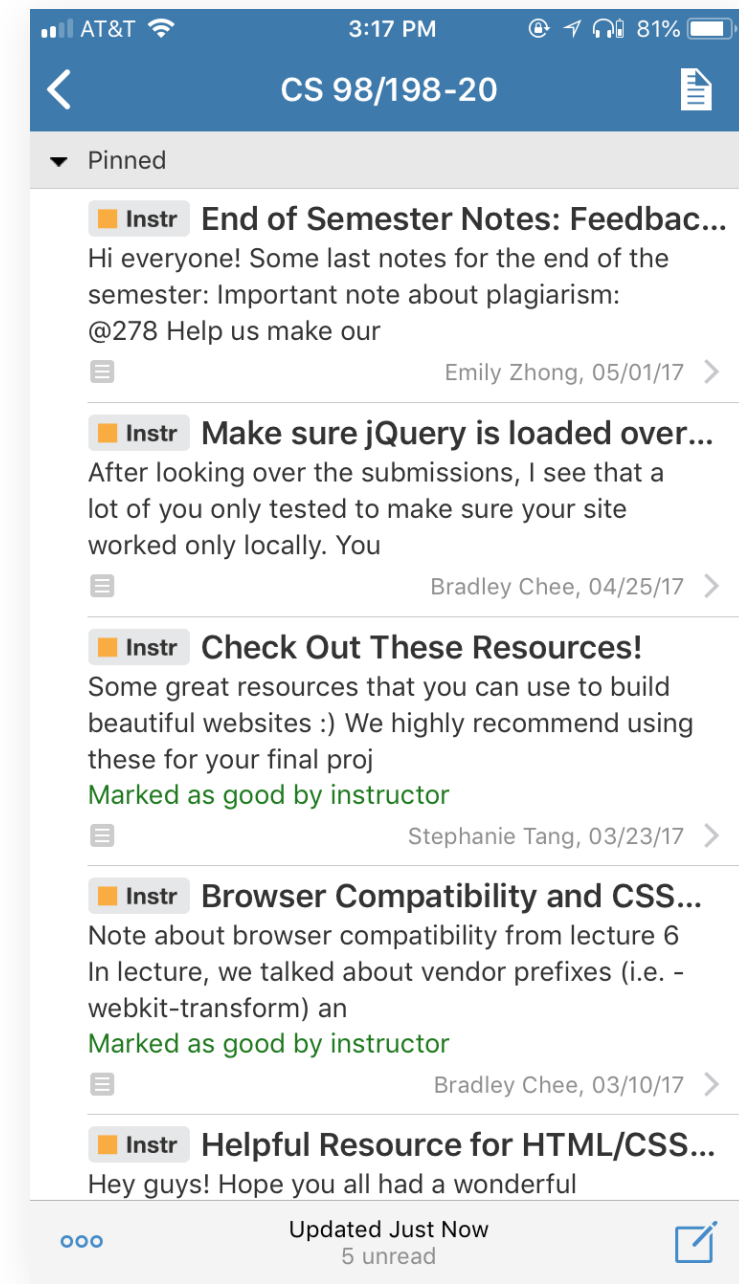 AT&T 3:17 PM 81%
CS 98/198-20
Pinned
Instr End of Semester Notes: Feedbac...
Hi everyone! Some last notes for the end of the
semester: Important note about plagiarism:
@278 Help us make our
Emily Zhong, 05/01/17
Instr Make sure jQuery is loaded over...
After looking over the submissions, I see that a
lot of you only tested to make sure your site
worked only locally. You
Bradley Chee, 04/25/17
Instr Check Out These Resources!
Some great resources that you can use to build
beautiful websites :) We highly recommend using
these for your final proj
Marked as good by instructor
Stephanie Tang, 03/23/17
Instr Browser Compatibility and CSS...
Note about browser compatibility from lecture 6
In lecture, we talked about vendor prefixes (i.e. -
webkit-transform) an
Marked as good by instructor
Bradley Chee, 03/10/17
Instr Helpful Resource for HTML/CSS...
Hey guys! Hope you all had a wonderful
Updated Just Now
5 unread